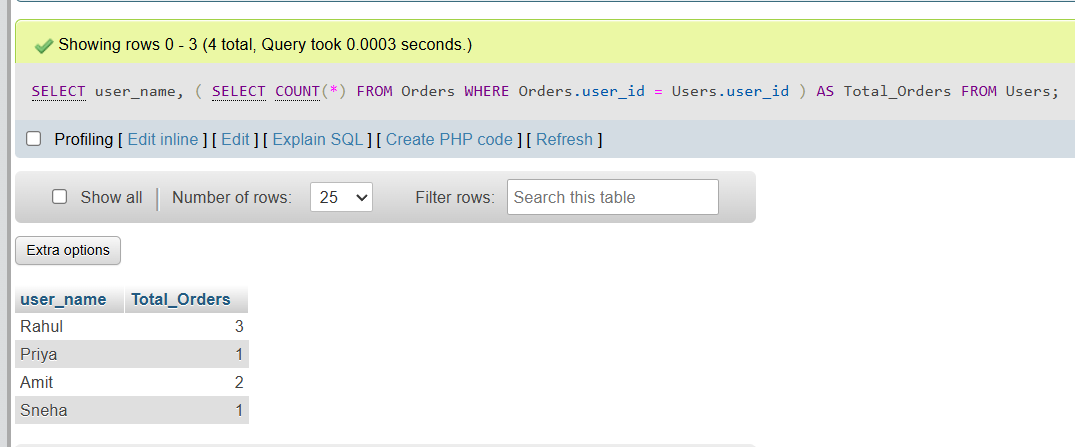 Showing rows 0 - 3 (4 total, Query took 0.0003 seconds.)
SELECT user_name, ( SELECT COUNT(*) FROM Orders WHERE Orders.user_id = Users.user_id ) AS Total_Orders FROM Users;
Profiling [ Edit inline ] [ Edit ] [ Explain SQL ] [ Create PHP code ] [ Refresh ]
Show all Number of rows: 25 Filter rows: Search this table
Extra options
user_name Total_Orders
Rahul 3
Priya 1
Amit 2
Sneha 1